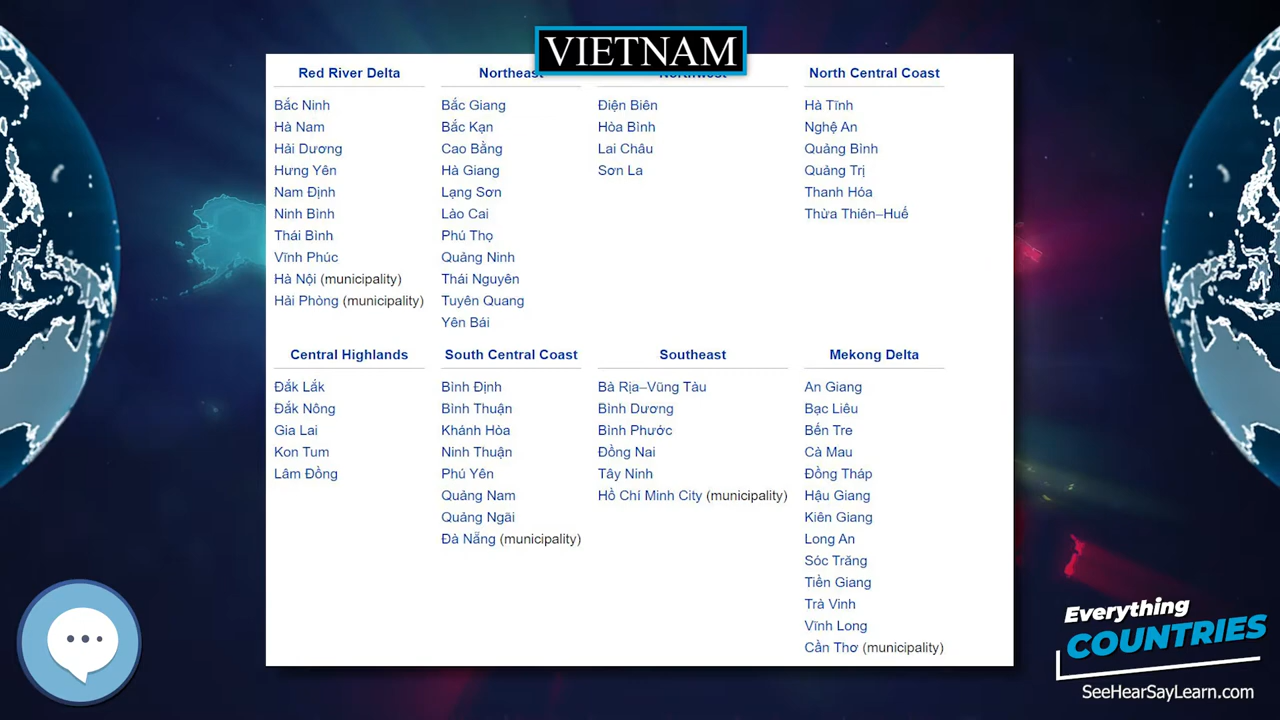 VIETNAM
Red River Delta
Bắc Ninh
Hà Nam
Hải Dương
Hưng Yên
Nam Định
Ninh Bình
Thái Bình
Vĩnh Phúc
Hà Nội (municipality)
Hải Phòng (municipality)
Northeast
Bắc Giang
Bắc Kạn
Cao Bằng
Hà Giang
Lạng Sơn
Lào Cai
Phú Thọ
Quảng Ninh
Thái Nguyên
Tuyên Quang
Yên Bái
Northwest
Điện Biên
Hòa Bình
Lai Châu
Sơn La
North Central Coast
Hà Tĩnh
Nghệ An
Quảng Bình
Quảng Trị
Thanh Hóa
Thừa Thiên–Huế
Central Highlands
Đắk Lắk
Đắk Nông
Gia Lai
Kon Tum
Lâm Đồng
South Central Coast
Bình Định
Bình Thuận
Khánh Hòa
Ninh Thuận
Phú Yên
Quảng Nam
Quảng Ngãi
Đà Nẵng (municipality)
Southeast
Bà Rịa–Vũng Tàu
Bình Dương
Bình Phước
Đồng Nai
Tây Ninh
Hồ Chí Minh City (municipality)
Mekong Delta
An Giang
Bạc Liêu
Bến Tre
Cà Mau
Đồng Tháp
Hậu Giang
Kiên Giang
Long An
Sóc Trăng
Tiền Giang
Trà Vinh
Vĩnh Long
Cần Thơ (municipality)
Everything
COUNTRIES
SeeHearSayLearn.com